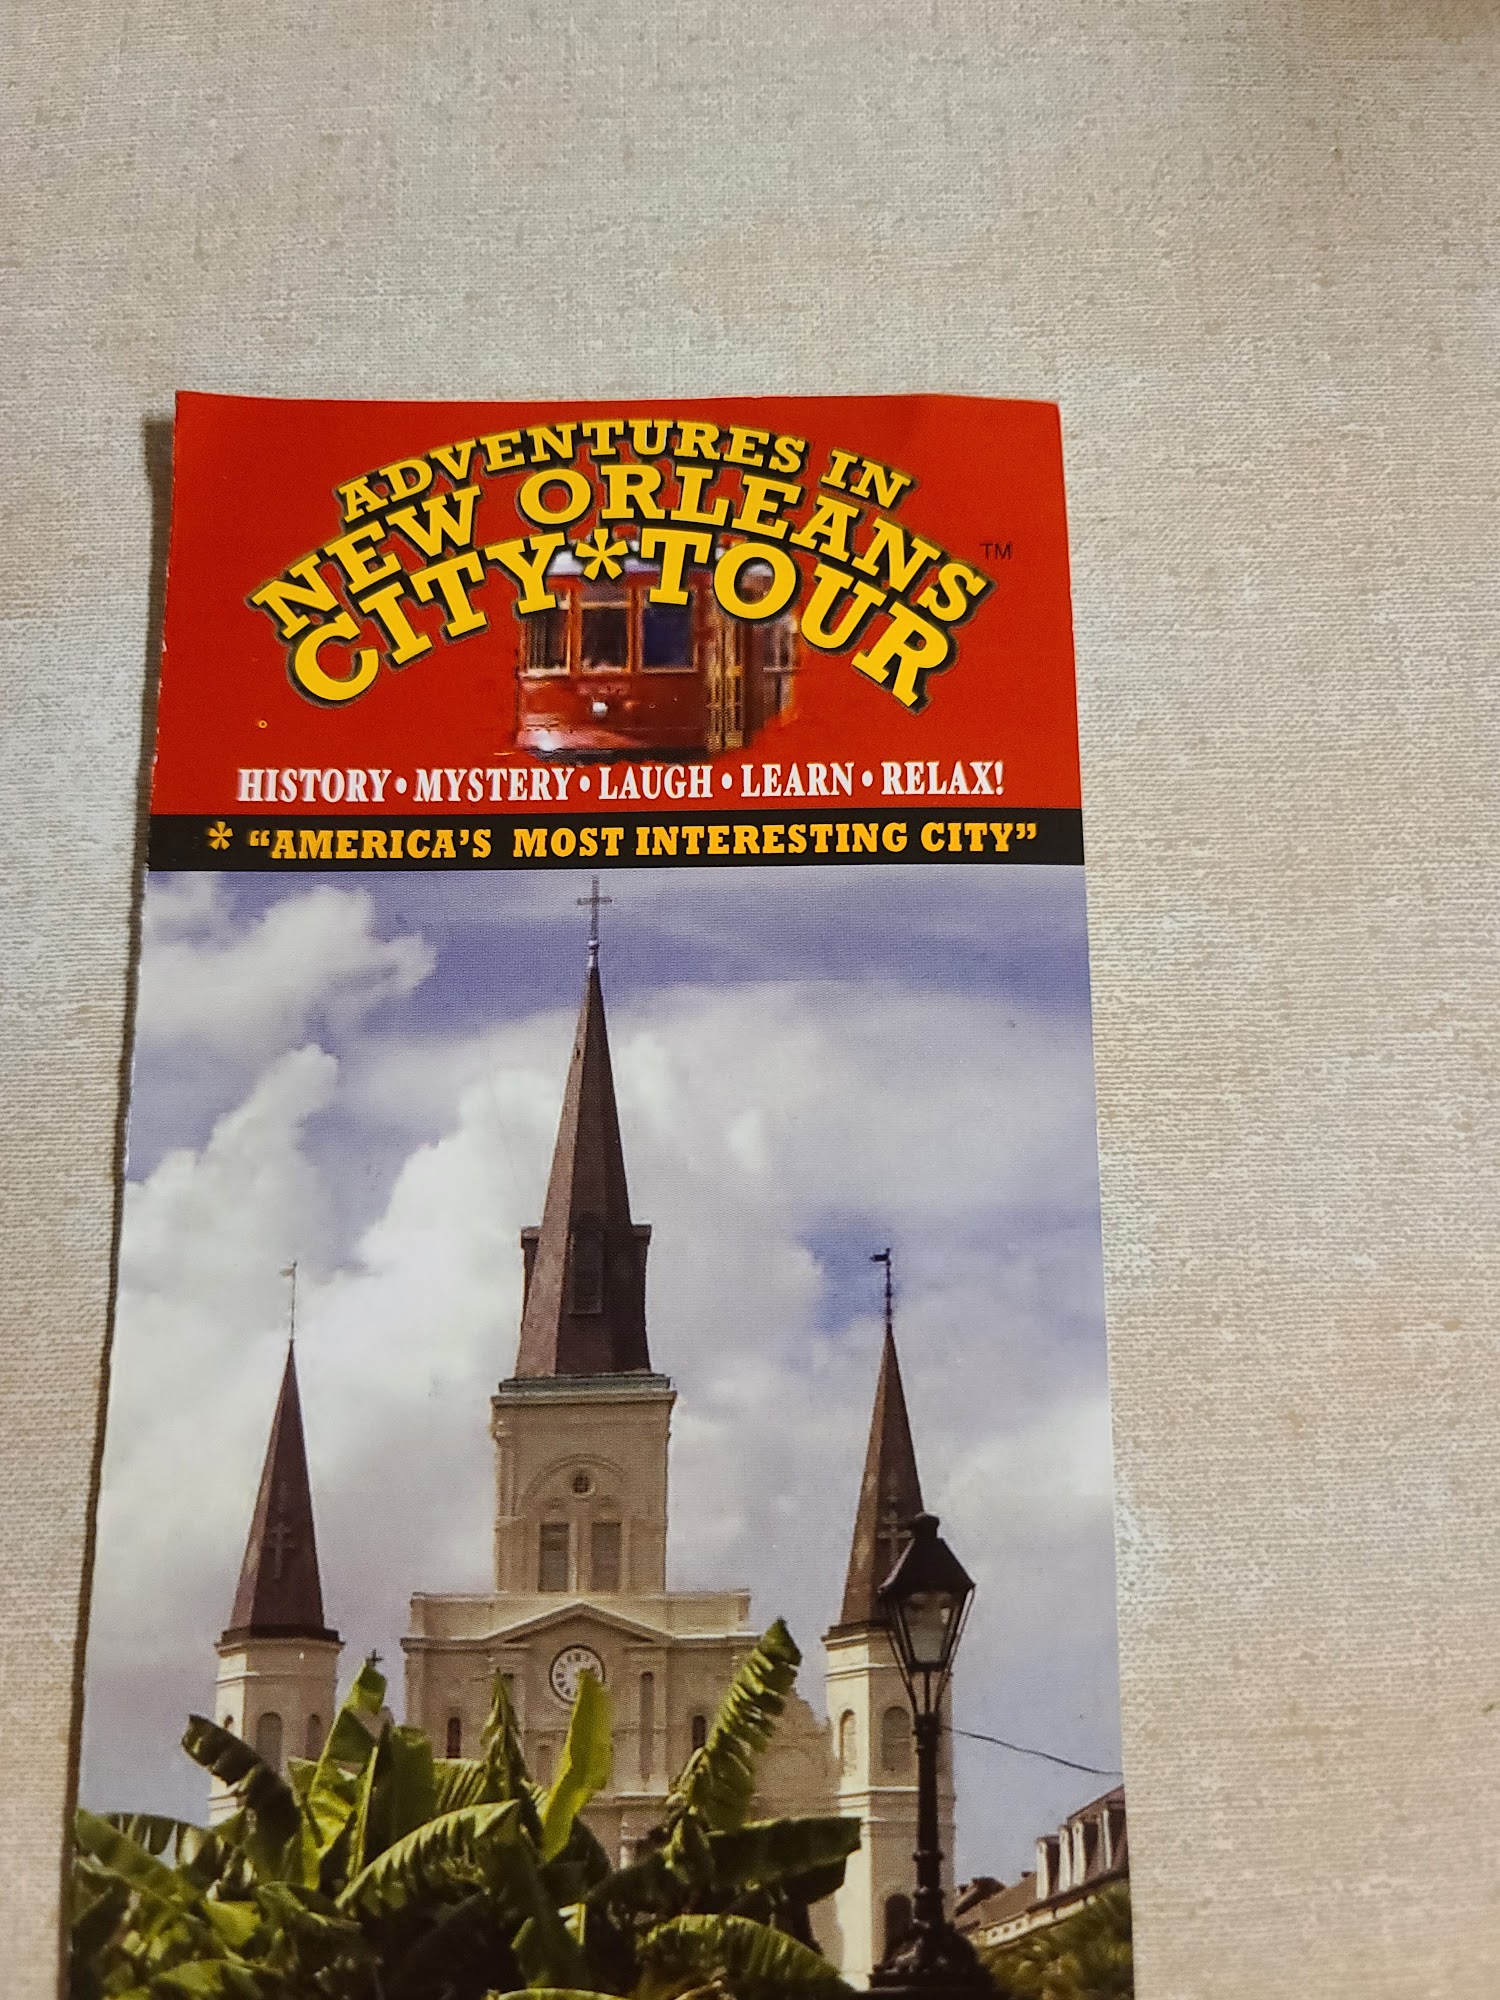 ADVENTURES IN
NEW ORLEANS
CITY*TOUR
TM
HISTORY • MYSTERY • LAUGH • LEARN • RELAX!
* “AMERICA’S MOST INTERESTING CITY”